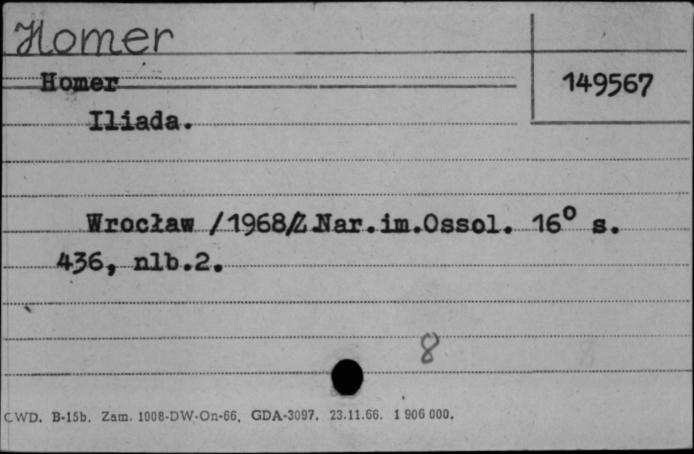 Homer
Homer
149567
Iliada.
Wrocław /1968/Z.Nar.im.Ossol. 16° s.
436, nlb.2.
8
CWD. B-15b. Zam. 1008-DW-On-66. GDA-3097. 23.11.66. 1 906 000.